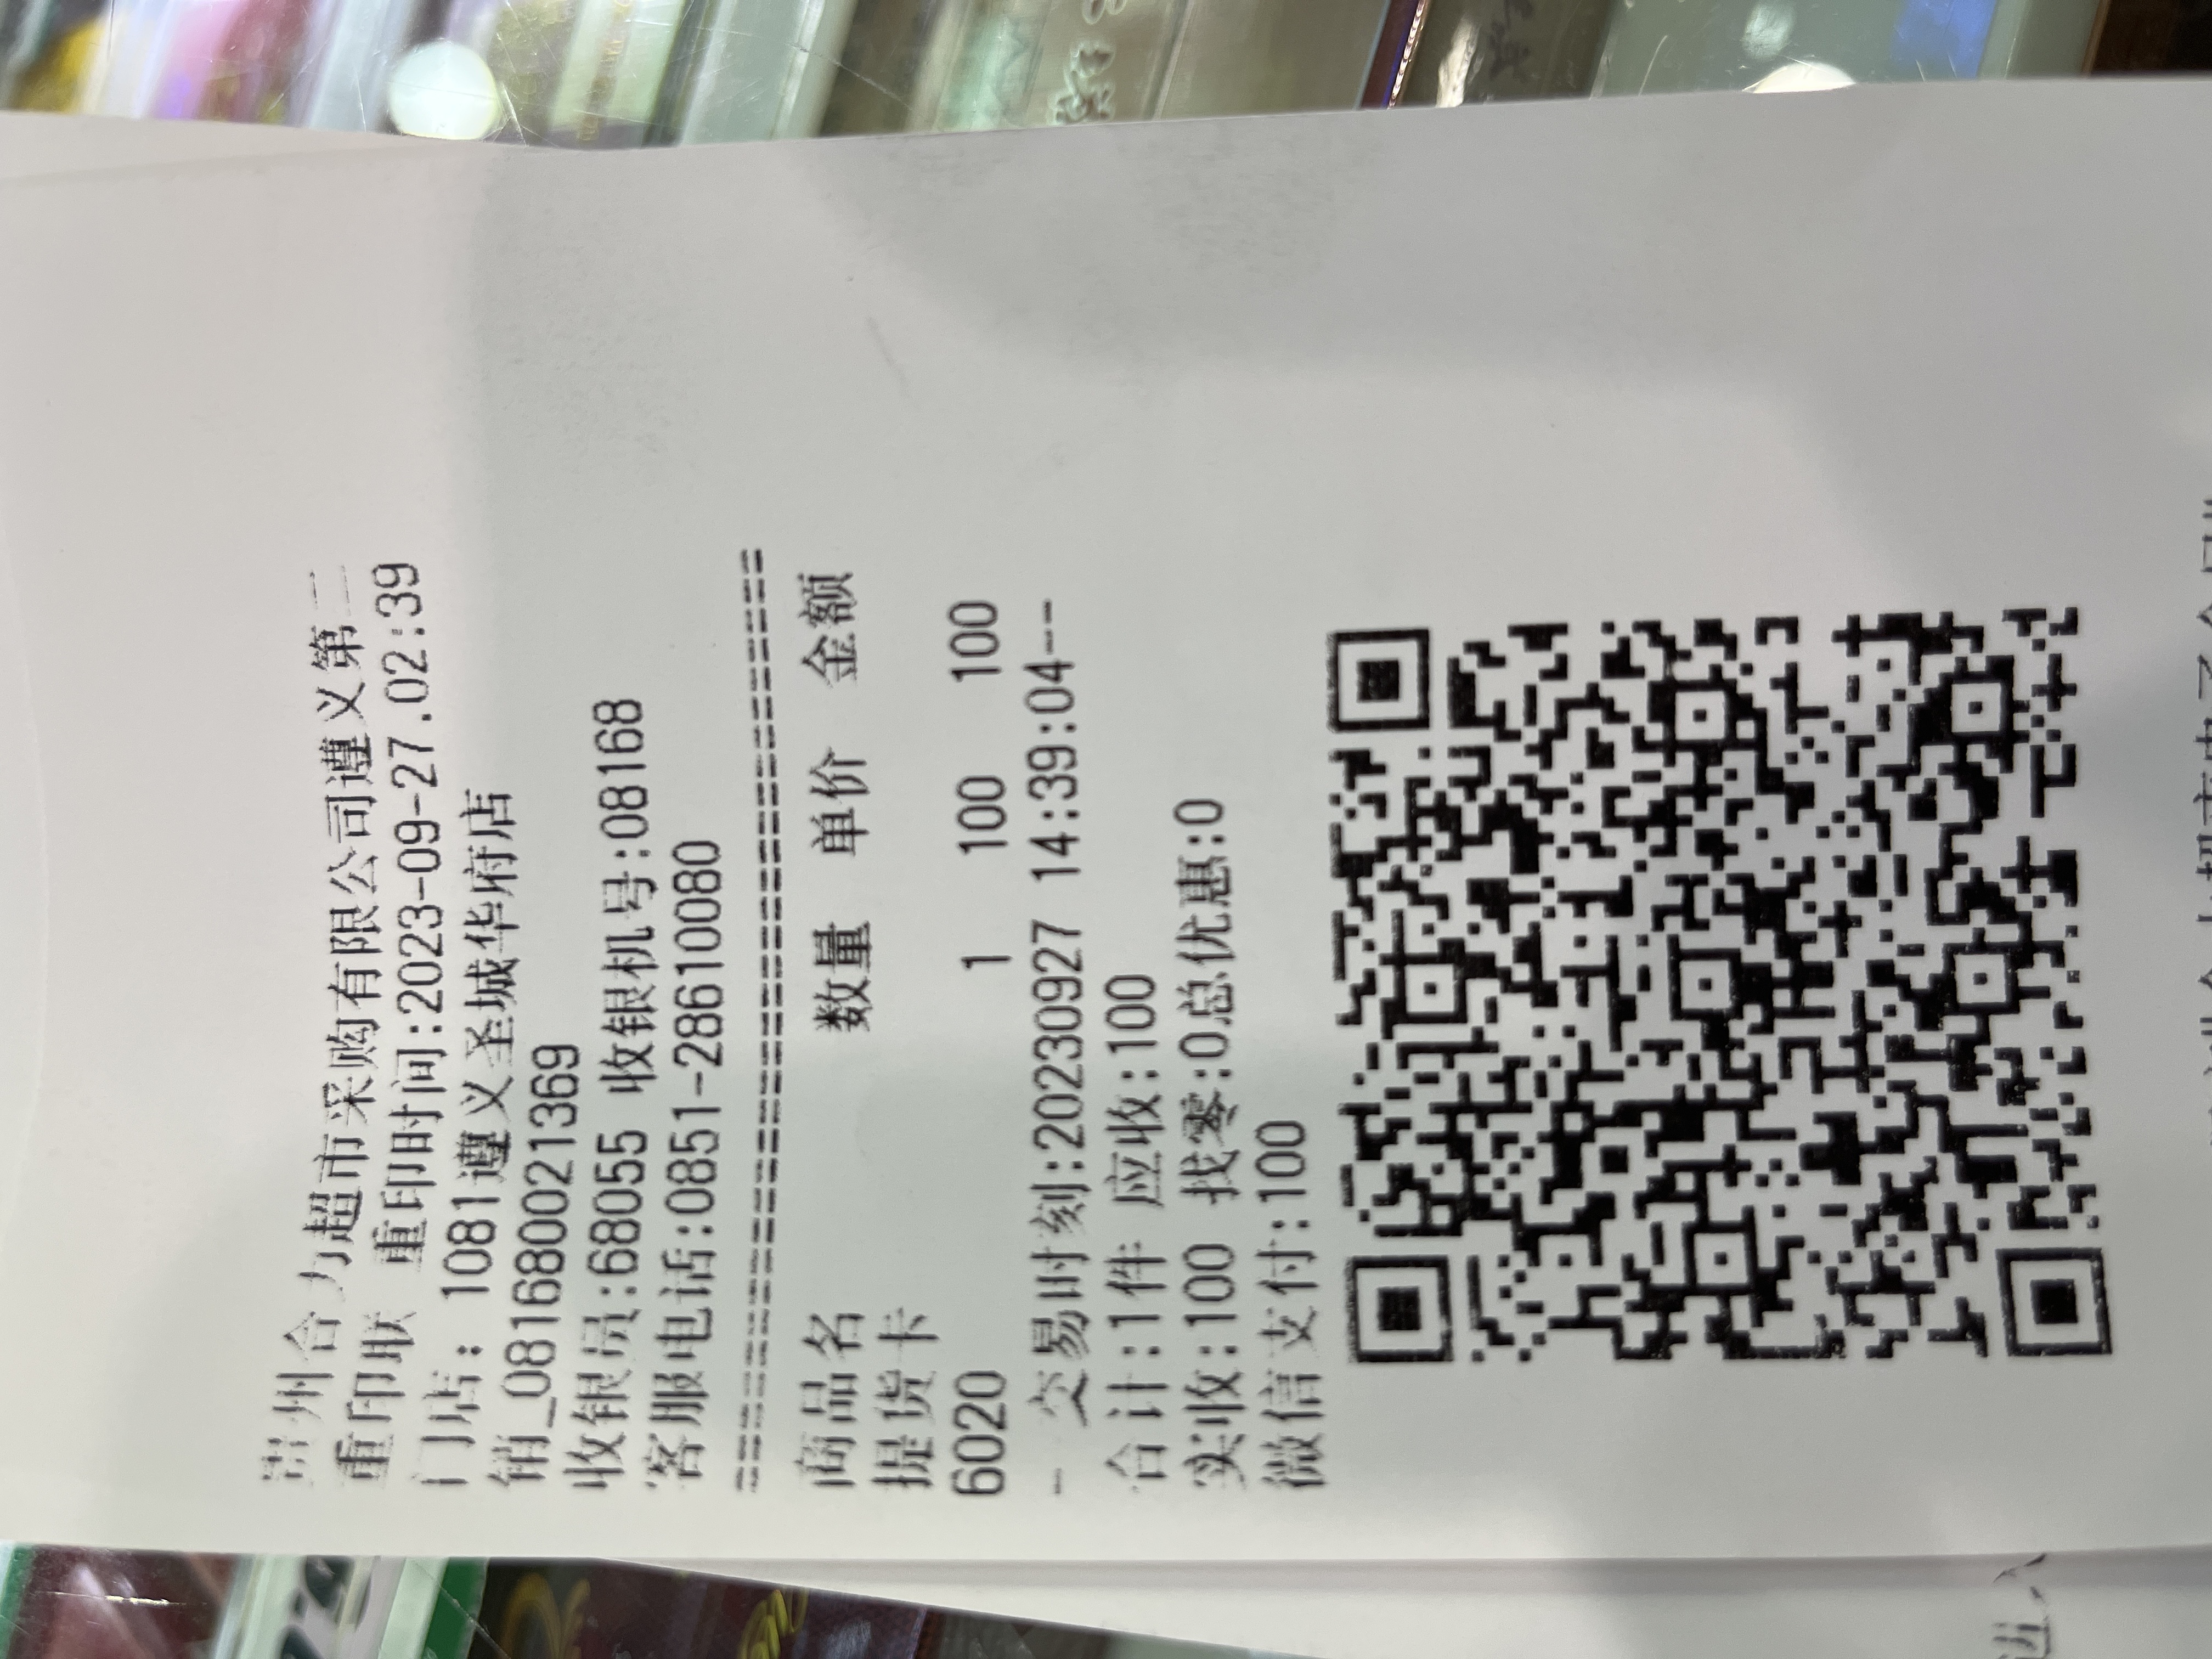 贵州合力超市采购有限公司遵义第二
重印联 重印时间:2023-09-27.02:39
门店: 1081遵义圣城华府店
销_081680021369
收银员:68055 收银机号:08168
客服电话:0851-28610080
================================
商品名 数量 单价 金额
提货卡
6020 1 100 100
- 交易时刻:20230927 14:39:04--
合计:1件 应收:100
实收:100 找零:0总优惠:0
微信支付:100